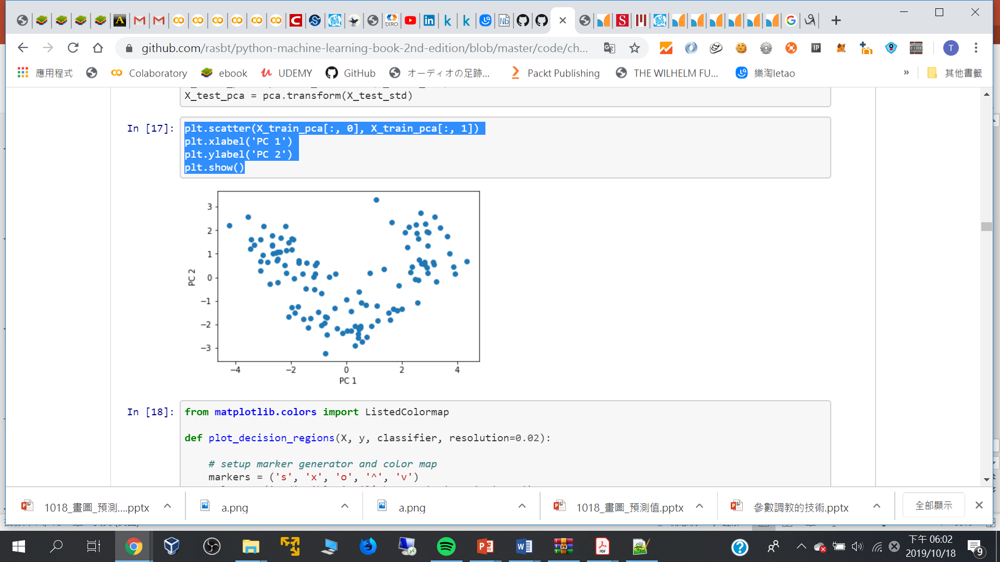 github.com/rasbt/python-machine-learning-book-2nd-edition/blob/master/code/ch...
應用程式
Colaboratory
ebook
UDEMY
GitHub
オーディオの足跡...
Packt Publishing
THE WILHELM FU...
樂淘letao
»
其他書籤
X_test_pca = pca.transform(X_test_std)
In [17]:
plt.scatter(X_train_pca[:, 0], X_train_pca[:, 1])
plt.xlabel('PC 1')
plt.ylabel('PC 2')
plt.show()
3
2
1
0
−1
−2
−3
PC 2
−4
−2
0
2
4
PC 1
In [18]:
from matplotlib.colors import ListedColormap
def plot_decision_regions(X, y, classifier, resolution=0.02):
# setup marker generator and color map
markers = ('s', 'x', 'o', '^', 'v')
1018_畫圖_預測....pptx
a.png
a.png
1018_畫圖_預測值.pptx
參數調教的技術.pptx
全部顯示
下午 06:02
2019/10/18
9